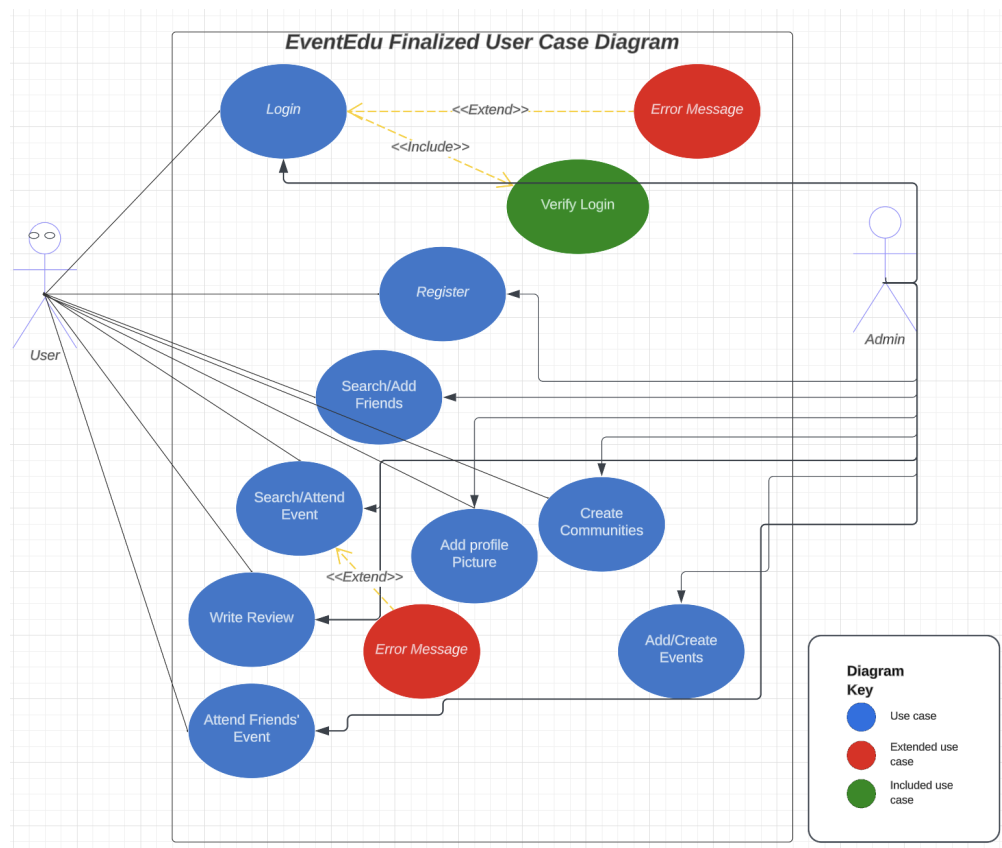 EventEdu Finalized User Case Diagram
Login
<<Extend>>
Error Message
<<Include>>
Verify Login
Register
User
Admin
Search/Add
Friends
Search/Attend
Event
Add profile
Picture
Create
Communities
<<Extend>>
Write Review
Error Message
Add/Create
Events
Attend Friends'
Event
Diagram
Key
Use case
Extended use
case
Included use
case